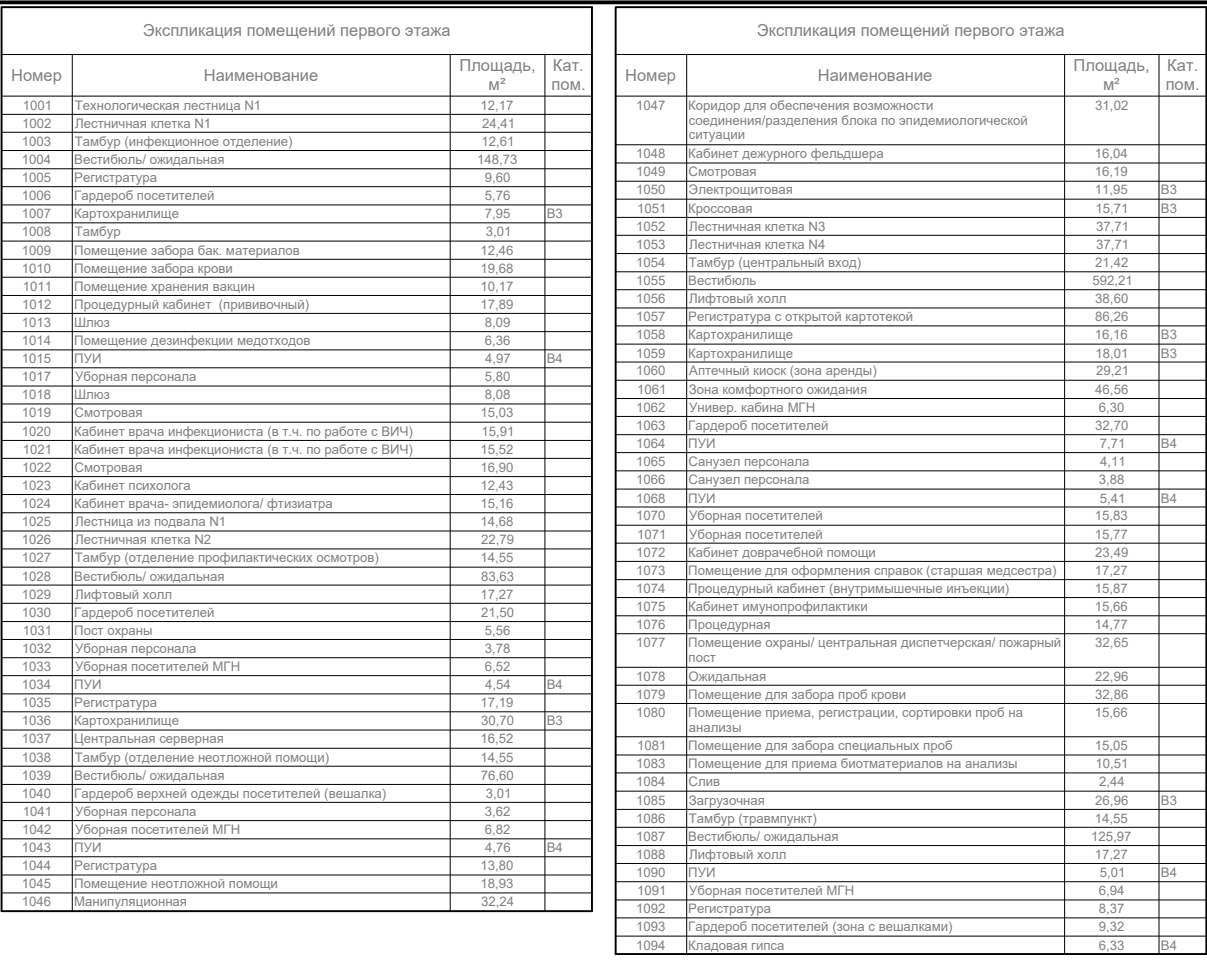 Экспликация помещений первого этажа
Номер Наименование Площадь, м² Кат. пом.
1001 Технологическая лестница N1 12,17
1002 Лестничная клетка N1 24,41
1003 Тамбур (инфекционное отделение) 12,61
1004 Вестибюль/ ожидальная 148,73
1005 Регистратура 9,60
1006 Гардероб посетителей 5,76
1007 Картохранилище 7,95 В3
1008 Тамбур 3,01
1009 Помещение забора бак. материалов 12,46
1010 Помещение забора крови 19,68
1011 Помещение хранения вакцин 10,17
1012 Процедурный кабинет (прививочный) 17,89
1013 Шлюз 8,09
1014 Помещение дезинфекции медотходов 6,36
1015 ПУИ 4,97 В4
1017 Уборная персонала 5,80
1018 Шлюз 8,08
1019 Смотровая 15,03
1020 Кабинет врача инфекциониста (в т.ч. по работе с ВИЧ) 15,91
1021 Кабинет врача инфекциониста (в т.ч. по работе с ВИЧ) 15,52
1022 Смотровая 16,90
1023 Кабинет психолога 12,43
1024 Кабинет врача- эпидемиолога/ фтизиатра 15,16
1025 Лестница из подвала N1 14,68
1026 Лестничная клетка N2 22,79
1027 Тамбур (отделение профилактических осмотров) 14,55
1028 Вестибюль/ ожидальная 83,63
1029 Лифтовый холл 17,27
1030 Гардероб посетителей 21,50
1031 Пост охраны 5,56
1032 Уборная персонала 3,78
1033 Уборная посетителей МГН 6,52
1034 ПУИ 4,54 В4
1035 Регистратура 17,19
1036 Картохранилище 30,70 В3
1037 Центральная серверная 16,52
1038 Тамбур (отделение неотложной помощи) 14,55
1039 Вестибюль/ ожидальная 76,60
1040 Гардероб верхней одежды посетителей (вешалка) 3,01
1041 Уборная персонала 3,62
1042 Уборная посетителей МГН 6,82
1043 ПУИ 4,76 В4
1044 Регистратура 13,80
1045 Помещение неотложной помощи 18,93
1046 Манипуляционная 32,24
Экспликация помещений первого этажа
Номер Наименование Площадь, м² Кат. пом.
1047 Коридор для обеспечения возможности 31,02
соединения/разделения блока по эпидемиологической
ситуации
1048 Кабинет дежурного фельдшера 16,04
1049 Смотровая 16,19
1050 Электрощитовая 11,95 В3
1051 Кроссовая 15,71 В3
1052 Лестничная клетка N3 37,71
1053 Лестничная клетка N4 37,71
1054 Тамбур (центральный вход) 21,42
1055 Вестибюль 592,21
1056 Лифтовый холл 38,60
1057 Регистратура с открытой картотекой 86,26
1058 Картохранилище 16,16 В3
1059 Картохранилище 18,01 В3
1060 Аптечный киоск (зона аренды) 29,21
1061 Зона комфортного ожидания 46,56
1062 Универ. кабина МГН 6,30
1063 Гардероб посетителей 32,70
1064 ПУИ 7,71 В4
1065 Санузел персонала 4,11
1066 Санузел персонала 3,88
1068 ПУИ 5,41 В4
1070 Уборная посетителей 15,83
1071 Уборная посетителей 15,77
1072 Кабинет доврачебной помощи 23,49
1073 Помещение для оформления справок (старшая медсестра) 17,27
1074 Процедурный кабинет (внутримышечные инъекции) 15,87
1075 Кабинет имунопрофилактики 15,66
1076 Процедурная 14,77
1077 Помещение охраны/ центральная диспетчерская/ пожарный 32,65
пост
1078 Ожидальная 22,96
1079 Помещение для забора проб крови 32,86
1080 Помещение приема, регистрации, сортировки проб на 15,66
анализы
1081 Помещение для забора специальных проб 15,05
1083 Помещение для приема биотматериалов на анализы 10,51
1084 Слив 2,44
1085 Загрузочная 26,96 В3
1086 Тамбур (травмпункт) 14,55
1087 Вестибюль/ ожидальная 125,97
1088 Лифтовый холл 17,27
1090 ПУИ 5,01 В4
1091 Уборная посетителей МГН 6,94
1092 Регистратура 8,37
1093 Гардероб посетителей (зона с вешалками) 9,32
1094 Кладовая гипса 6,33 В4